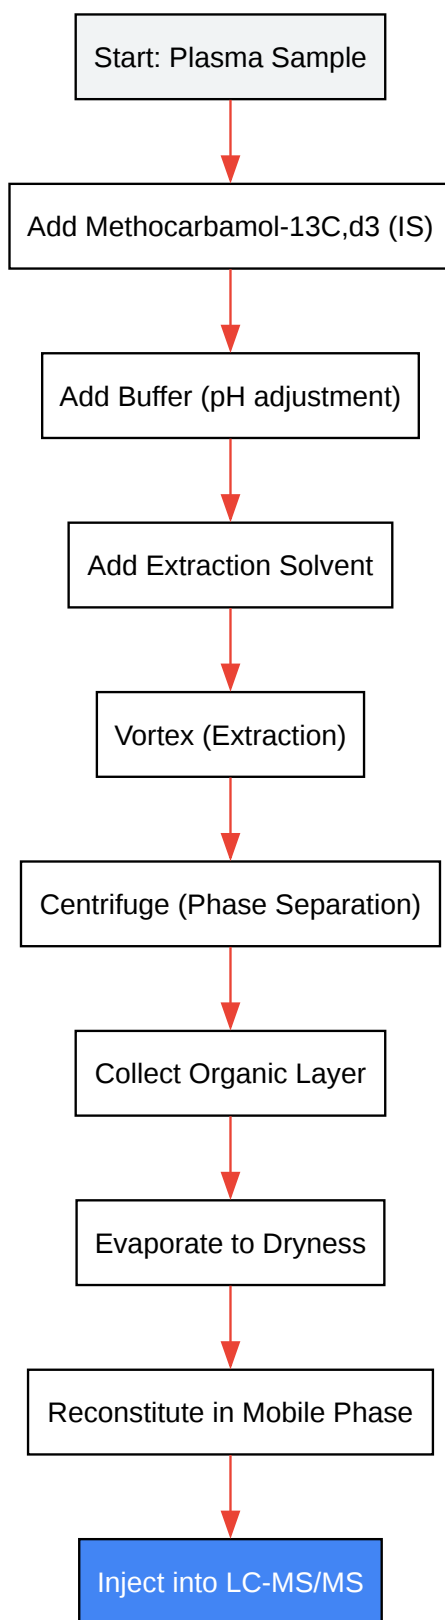 Start: Plasma Sample
Add Methocarbamol-13C,d3 (IS)
Add Buffer (pH adjustment)
Add Extraction Solvent
Vortex (Extraction)
Centrifuge (Phase Separation)
Collect Organic Layer
Evaporate to Dryness
Reconstitute in Mobile Phase
Inject into LC-MS/MS